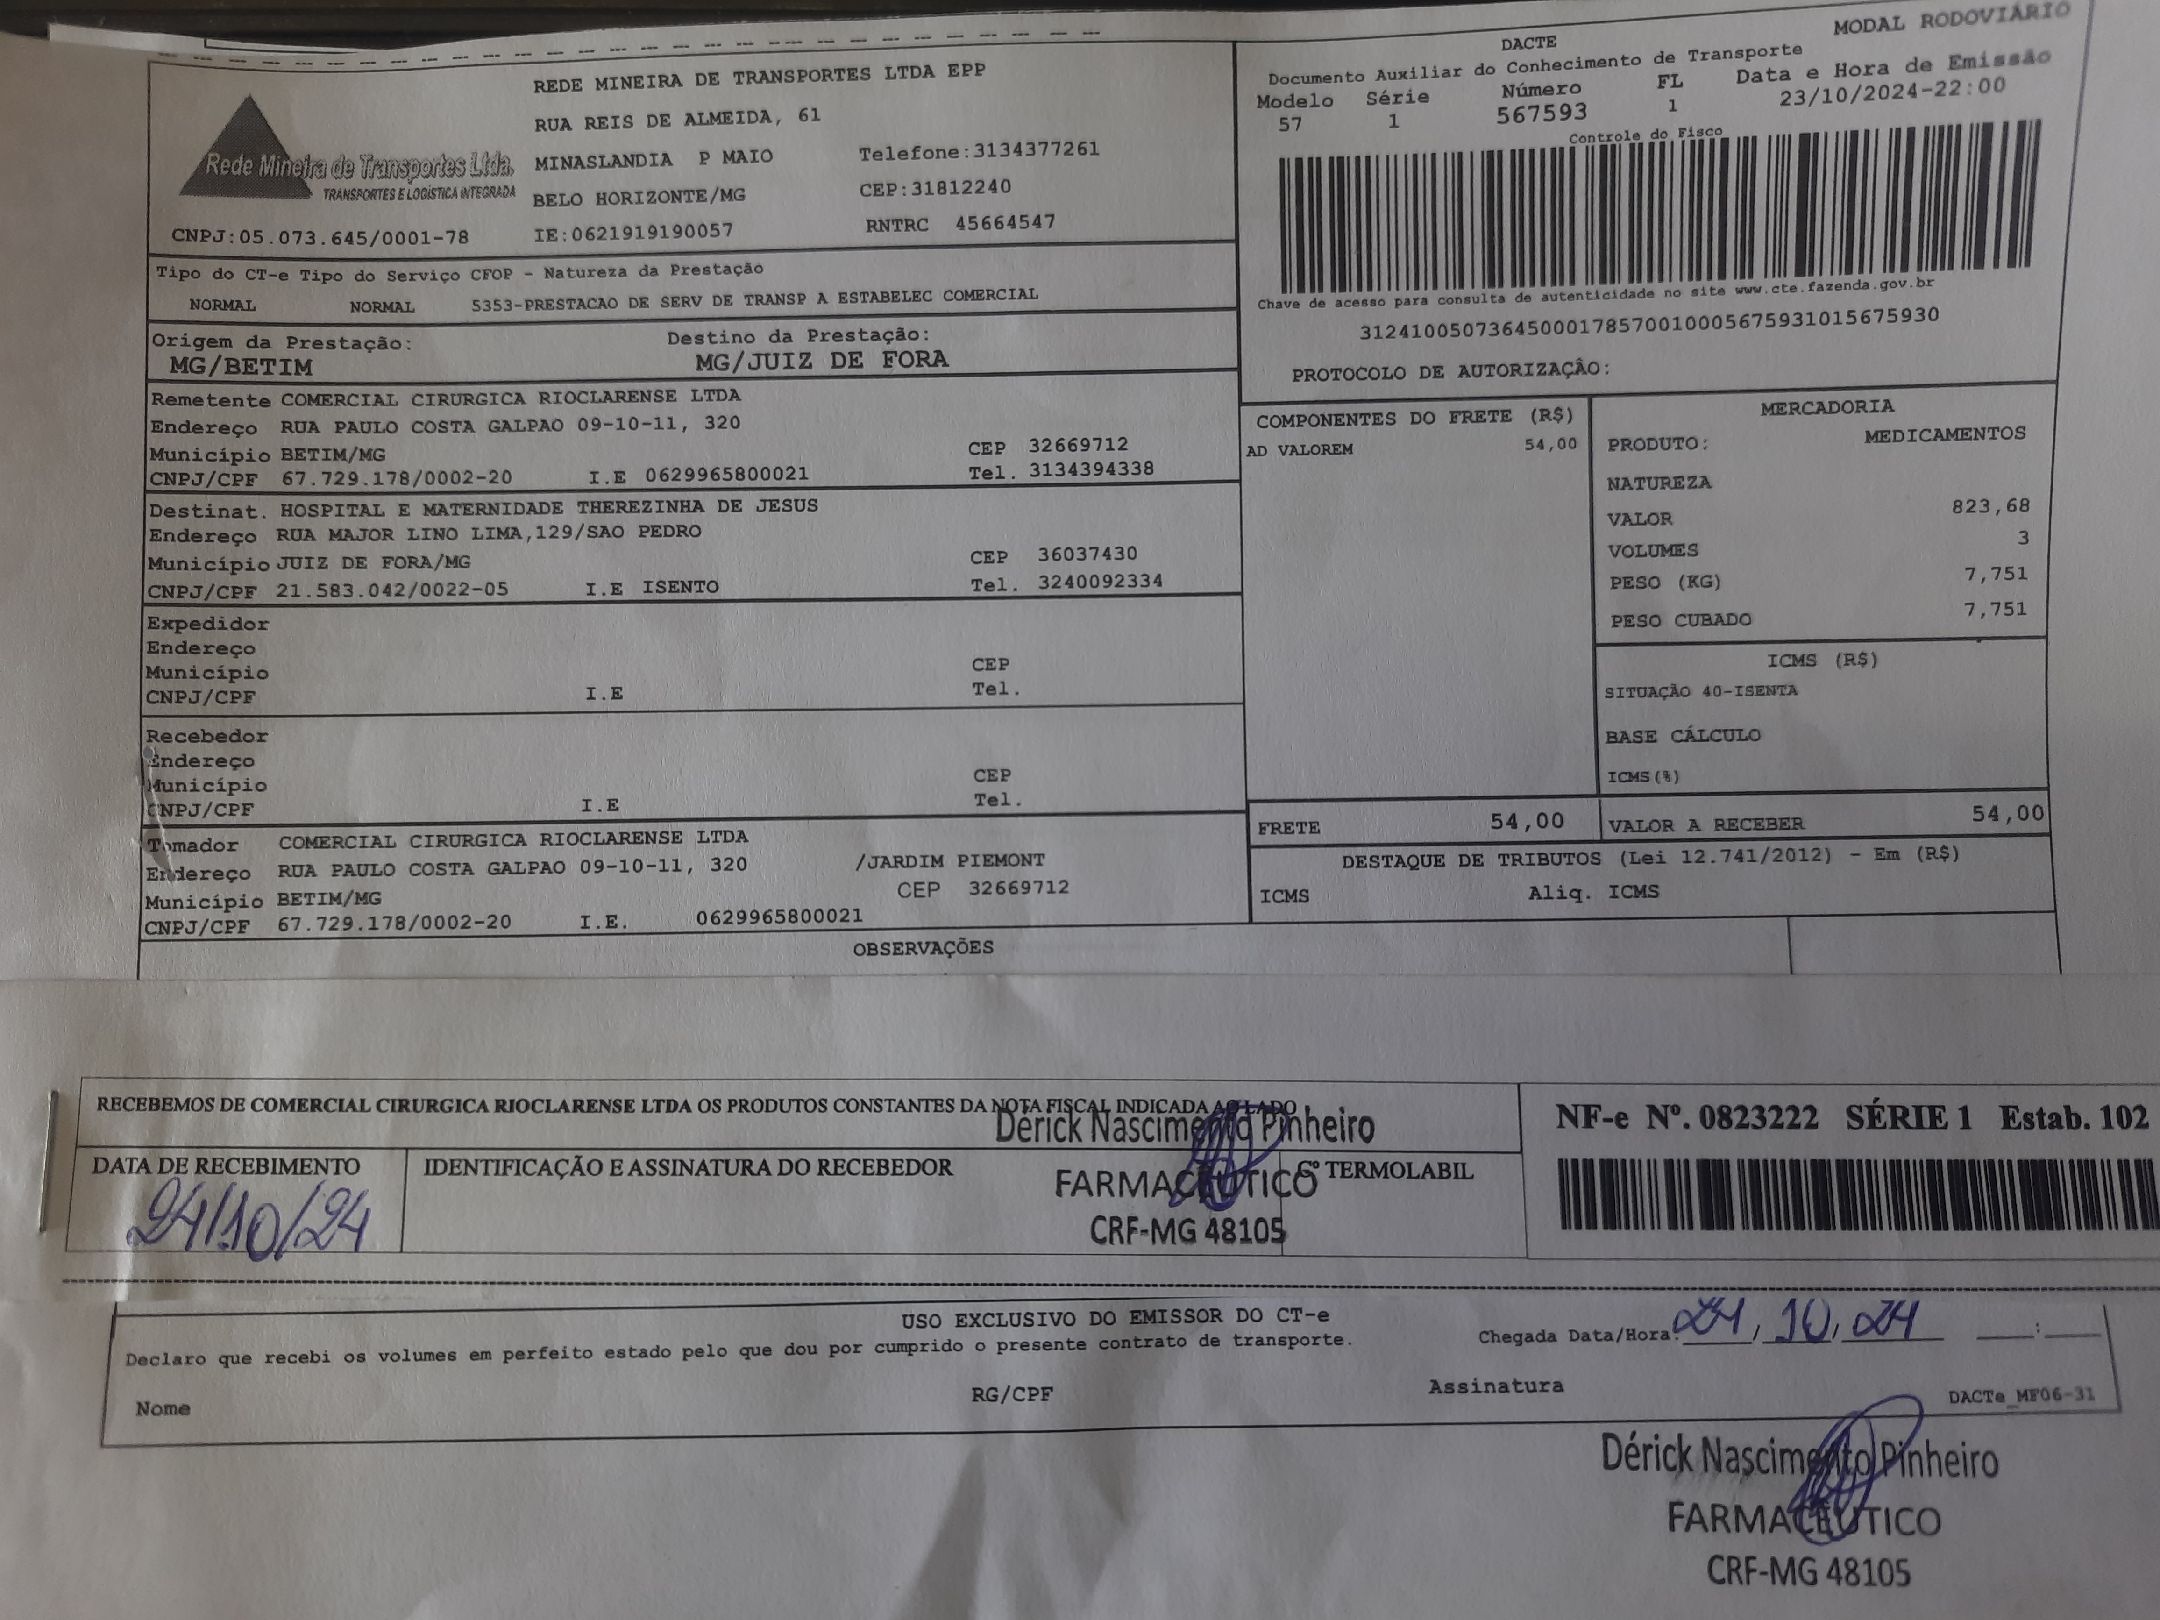 MODAL RODOVIÁRIO
REDE MINEIRA DE TRANSPORTES LTDA EPP
RUA REIS DE ALMEIDA, 61
MINASLANDIA P MAIO Telefone:3134377261
BELO HORIZONTE/MG CEP:31812240
CNPJ:05.073.645/0001-78 IE:0621919190057 RNTRC 45664547
Rede Mineira de Transportes Ltda.
TRANSPORTES E LOGÍSTICA INTEGRADA
DACTE
Documento Auxiliar do Conhecimento de Transporte
Modelo Série Número FL Data e Hora de Emissão
57 1 567593 1 23/10/2024-22:00
Controle do Fisco
Chave de acesso para consulta de autenticidade no site www.cte.fazenda.gov.br
31241005073645000178570010005675931015675930
PROTOCOLO DE AUTORIZAÇÂO:
Tipo do CT-e Tipo do Serviço CFOP - Natureza da Prestação
NORMAL NORMAL 5353-PRESTACAO DE SERV DE TRANSP A ESTABELEC COMERCIAL
Origem da Prestação: Destino da Prestação:
MG/BETIM MG/JUIZ DE FORA
Remetente COMERCIAL CIRURGICA RIOCLARENSE LTDA
Endereço RUA PAULO COSTA GALPAO 09-10-11, 320
Município BETIM/MG CEP 32669712
CNPJ/CPF 67.729.178/0002-20 I.E 0629965800021 Tel. 3134394338
Destinat. HOSPITAL E MATERNIDADE THEREZINHA DE JESUS
Endereço RUA MAJOR LINO LIMA,129/SAO PEDRO
Município JUIZ DE FORA/MG CEP 36037430
CNPJ/CPF 21.583.042/0022-05 I.E ISENTO Tel. 3240092334
Expedidor
Endereço
Município CEP
CNPJ/CPF I.E Tel.
Recebedor
Endereço
Município CEP
CNPJ/CPF I.E Tel.
Tomador COMERCIAL CIRURGICA RIOCLARENSE LTDA
Endereço RUA PAULO COSTA GALPAO 09-10-11, 320 /JARDIM PIEMONT
Município BETIM/MG CEP 32669712
CNPJ/CPF 67.729.178/0002-20 I.E. 0629965800021
COMPONENTES DO FRETE (R$)
AD VALOREM 54,00
MERCADORIA
PRODUTO: MEDICAMENTOS
NATUREZA
VALOR 823,68
VOLUMES 3
PESO (KG) 7,751
PESO CUBADO 7,751
ICMS (R$)
SITUAÇÃO 40-ISENTA
BASE CÁLCULO
ICMS(%)
FRETE 54,00 VALOR A RECEBER 54,00
DESTAQUE DE TRIBUTOS (Lei 12.741/2012) - Em (R$)
ICMS Aliq. ICMS
OBSERVAÇÕES
RECEBEMOS DE COMERCIAL CIRURGICA RIOCLARENSE LTDA OS PRODUTOS CONSTANTES DA NOTA FISCAL INDICADA AO LADO
NF-e Nº. 0823222 SÉRIE 1 Estab. 102
Dérick Nascimento Pinheiro
DATA DE RECEBIMENTO IDENTIFICAÇÃO E ASSINATURA DO RECEBEDOR Cº TERMOLABIL
FARMACÊUTICO
24/10/24
CRF-MG 48105
USO EXCLUSIVO DO EMISSOR DO CT-e
Declaro que recebi os volumes em perfeito estado pelo que dou por cumprido o presente contrato de transporte.
Chegada Data/Hora: 24/10/24 __:__
Nome RG/CPF Assinatura DACTe_MF06-31
Dérick Nascimento Pinheiro
FARMACÊUTICO
CRF-MG 48105